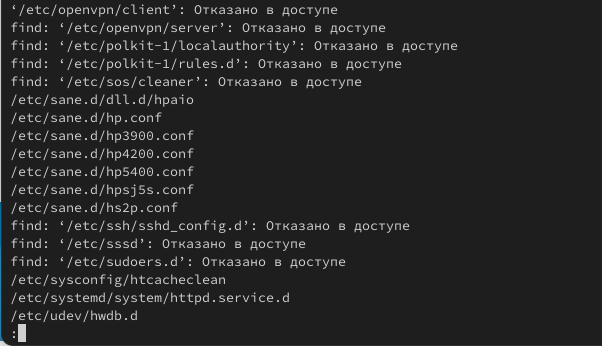 ‘/etc/openvpn/client’: Отказано в доступе
find: ‘/etc/openvpn/server’: Отказано в доступе
find: ‘/etc/polkit-1/localauthority’: Отказано в доступе
find: ‘/etc/polkit-1/rules.d’: Отказано в доступе
find: ‘/etc/sos/cleaner’: Отказано в доступе
/etc/sane.d/dll.d/hpaio
/etc/sane.d/hp.conf
/etc/sane.d/hp3900.conf
/etc/sane.d/hp4200.conf
/etc/sane.d/hp5400.conf
/etc/sane.d/hpsj5s.conf
/etc/sane.d/hs2p.conf
find: ‘/etc/ssh/sshd_config.d’: Отказано в доступе
find: ‘/etc/sssd’: Отказано в доступе
find: ‘/etc/sudoers.d’: Отказано в доступе
/etc/sysconfig/htcacheclean
/etc/systemd/system/httpd.service.d
/etc/udev/hwdb.d
: